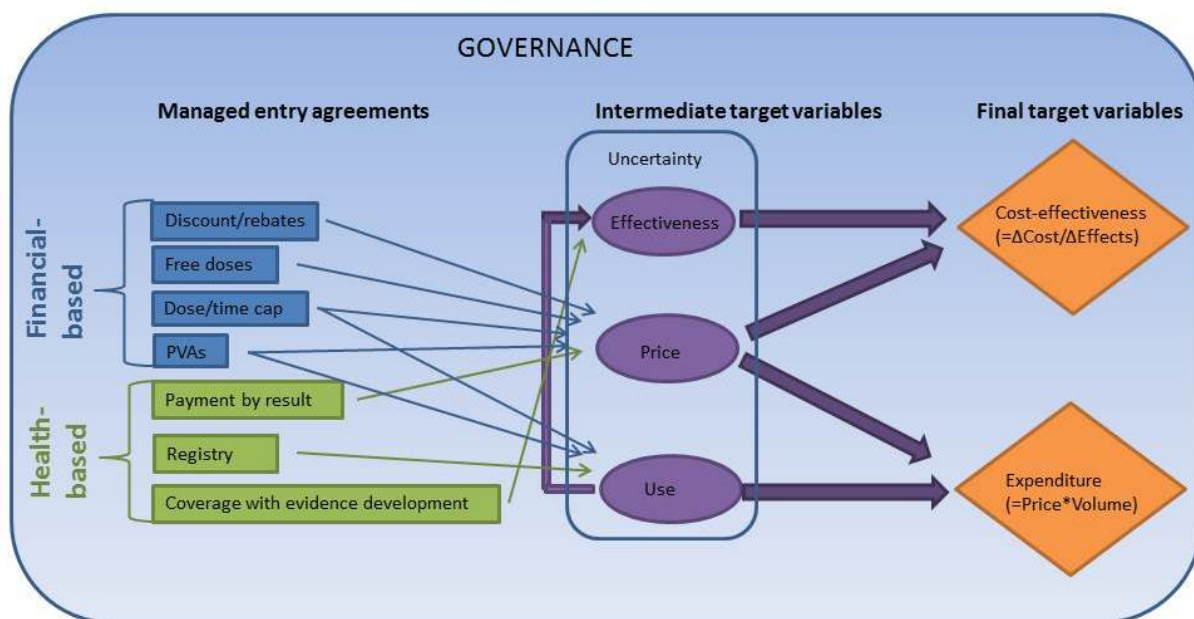 GOVERNANCE
Managed entry agreements
Intermediate target variables
Final target variables
Uncertainty
Financial-
based
Discount/rebates
Free doses
Dose/time cap
PVAs
Health-
based
Payment by result
Registry
Coverage with evidence development
Effectiveness
Price
Use
Cost-effectiveness
(=ΔCost/ΔEffects)
Expenditure
(=Price*Volume)